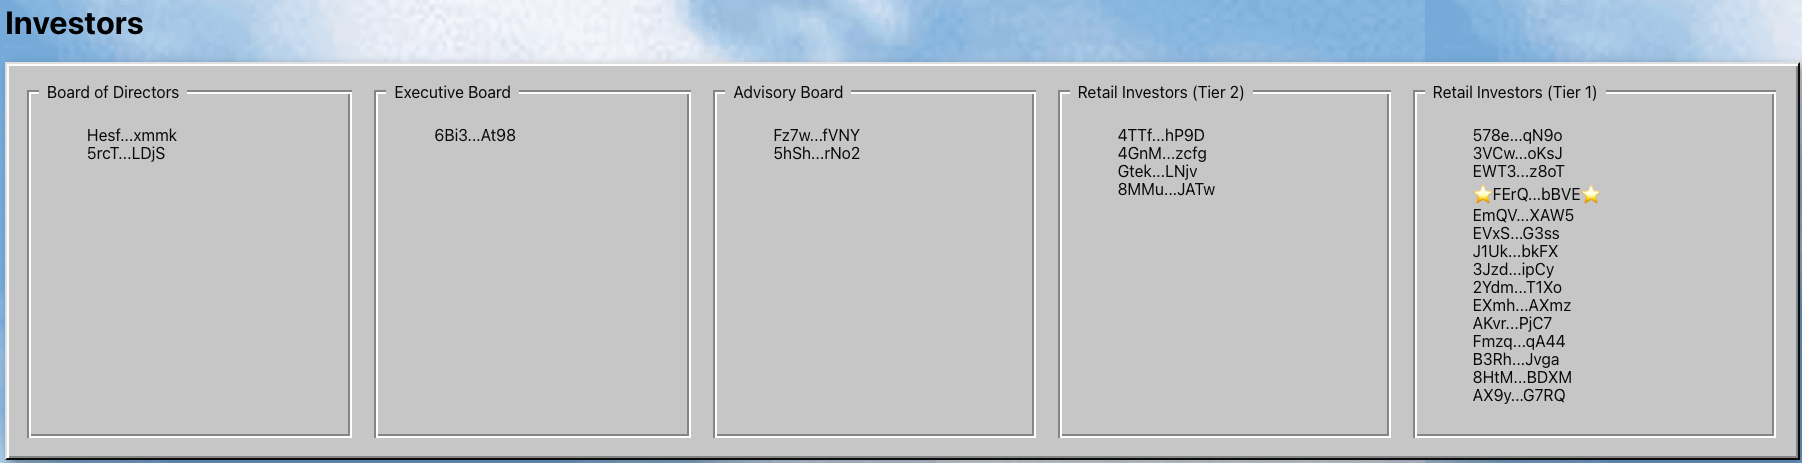 Investors
Board of Directors
Hesf...xmmk
5rcT...LDjS
Executive Board
6Bi3...At98
Advisory Board
Fz7w...fVNY
5hSh...rNo2
Retail Investors (Tier 2)
4TTf...hP9D
4GnM...zcfg
Gtek...LNjv
8MMu...JATw
Retail Investors (Tier 1)
578e...qN9o
3VCw...oKsJ
EWT3...z8oT
⭐FErQ...bBVE⭐
EmQV...XAW5
EVxS...G3ss
J1Uk...bkFX
3Jzd...ipCy
2Ydm...T1Xo
EXmh...AXmz
AKvr...PjC7
Fmzq...qA44
B3Rh...Jvga
8HtM...BDXM
AX9y...G7RQ